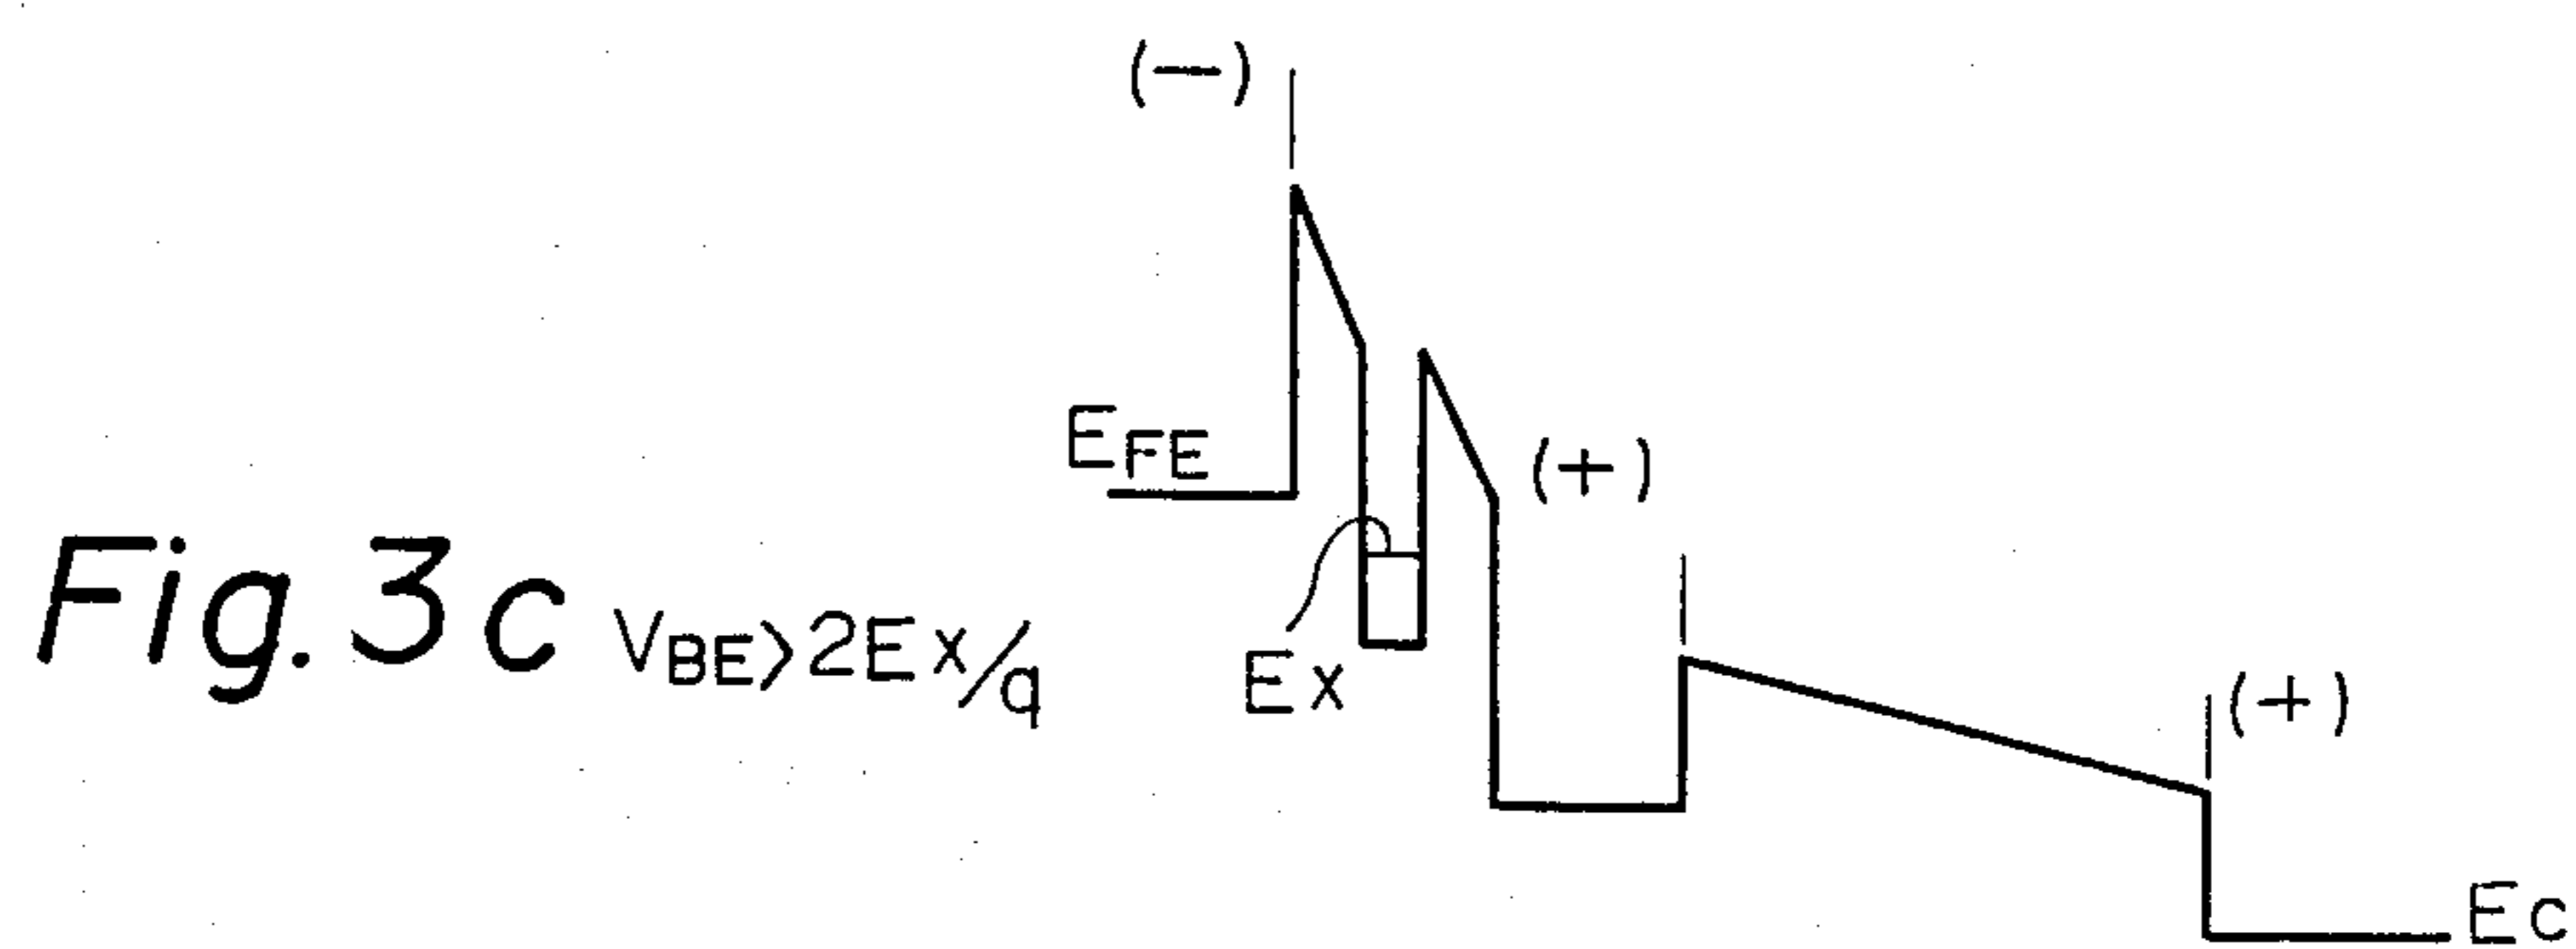 (−)
EFE
(+)
Fig. 3c VBE>2Ex/q
Ex
(+)
Ec